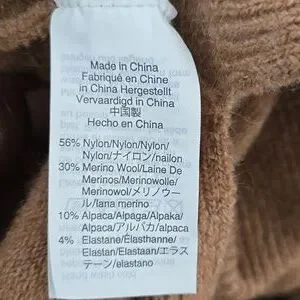 Made in China
Fabriqué en Chine
in China Hergestellt
Vervaardigd in China
中国製
Hecho en China
56% Nylon/Nylon/Nylon/
Nylon/ナイロン/nailon
30% Merino Wool/Laine De
Merinos/Merinowolle/
Merinowol/メリノウー
ル/lana merino
10% Alpaca/Alpaga/Alpaka/
Alpaca/アルパカ/alpaca
4% Elastane/Élasthanne/
Elastan/Elastaan/エラス
テーン/elastano